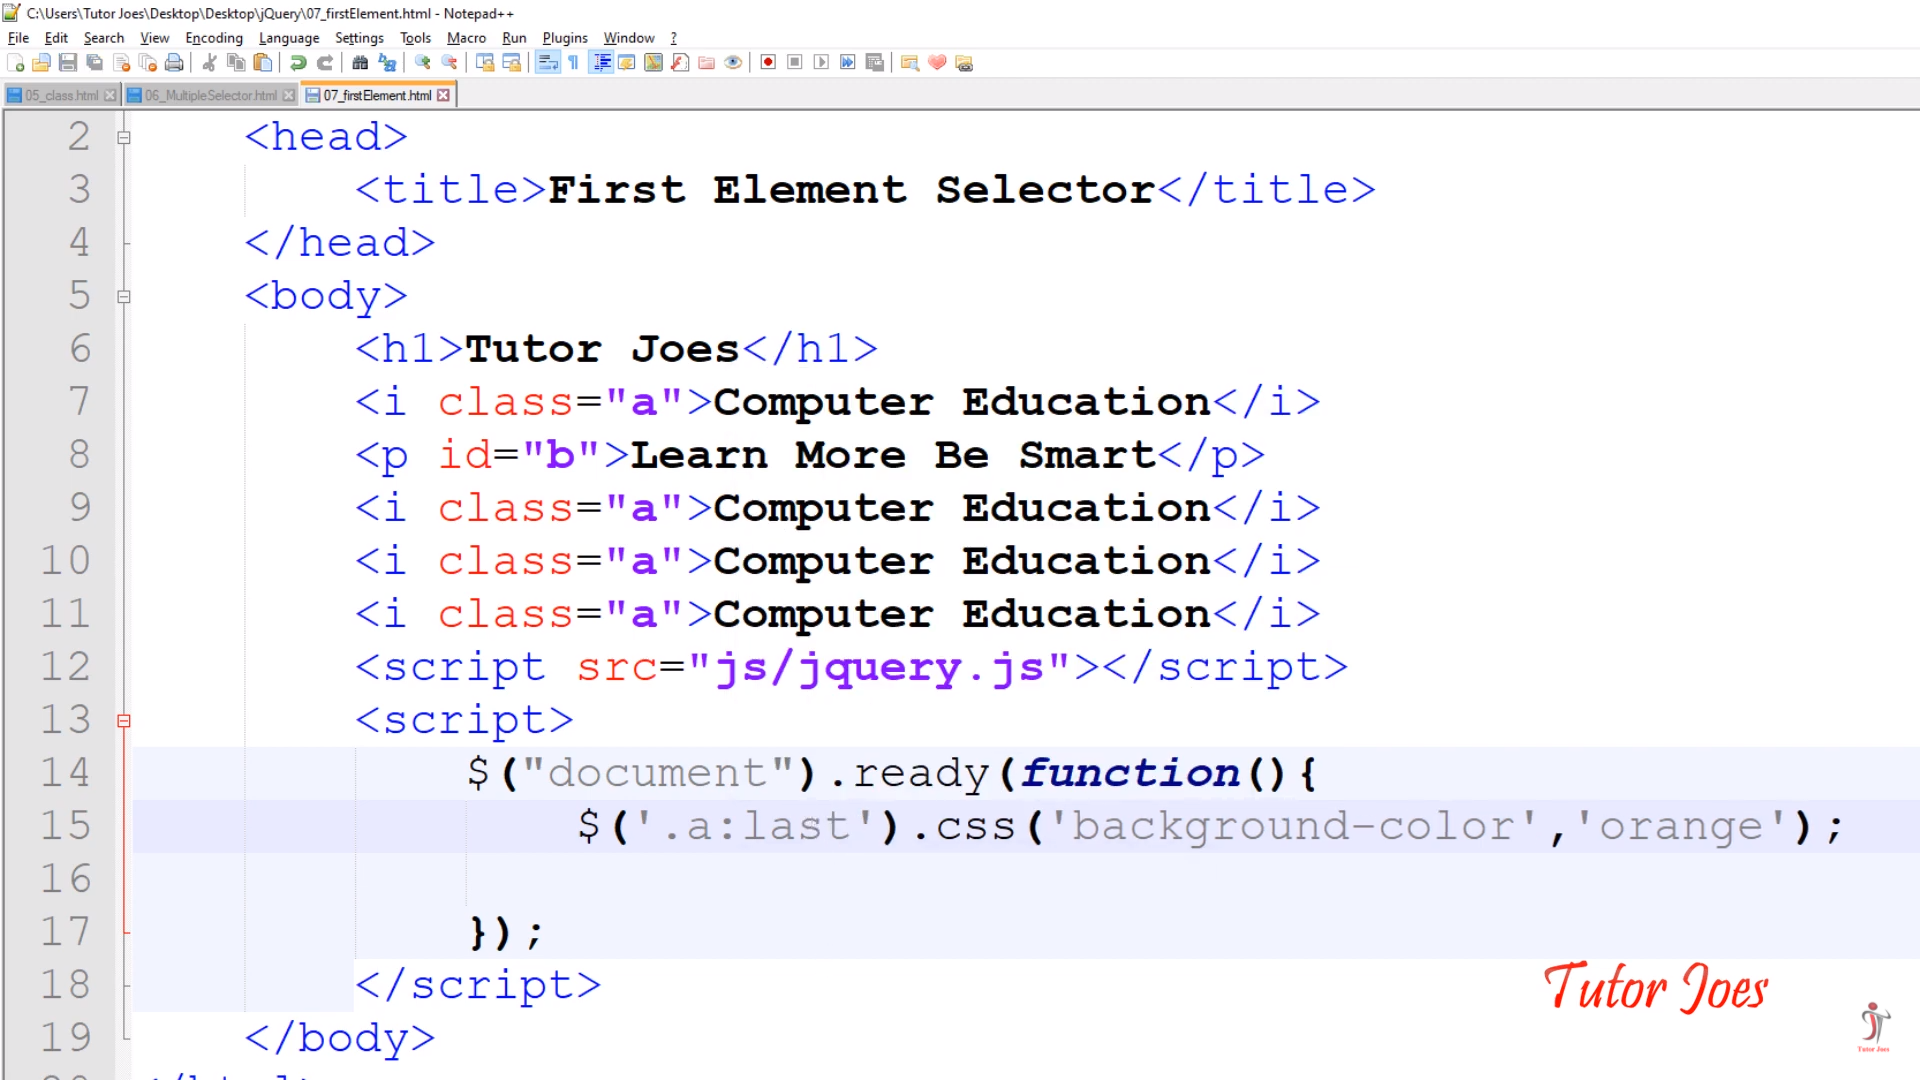 C:\Users\Tutor Joes\Desktop\Desktop\jQuery\07_firstElement.html - Notepad++
File Edit Search View Encoding Language Settings Tools Macro Run Plugins Window ?
05_class.html 06_MultipleSelector.html 07_firstElement.html
2 <head>
3 <title>First Element Selector</title>
4 </head>
5 <body>
6 <h1>Tutor Joes</h1>
7 <i class="a">Computer Education</i>
8 <p id="b">Learn More Be Smart</p>
9 <i class="a">Computer Education</i>
10 <i class="a">Computer Education</i>
11 <i class="a">Computer Education</i>
12 <script src="js/jquery.js"></script>
13 <script>
14 $("document").ready(function(){
15 $('.a:last').css('background-color','orange');
16
17 });
18 </script>
19 </body>
Tutor Joes
Tutor Joes